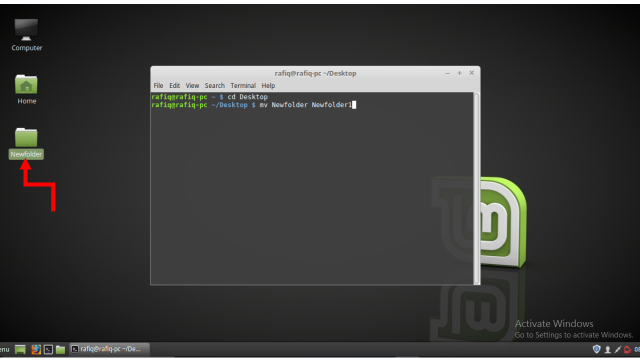 Computer
Home
Newfolder
rafiq@rafiq-pc ~/Desktop
File Edit View Search Terminal Help
rafiq@rafiq-pc ~ $ cd Desktop
rafiq@rafiq-pc ~/Desktop $ mv Newfolder Newfolder1
Activate Windows
Go to Settings to activate Windows.
enu
rafiq@rafiq-pc ~/De...